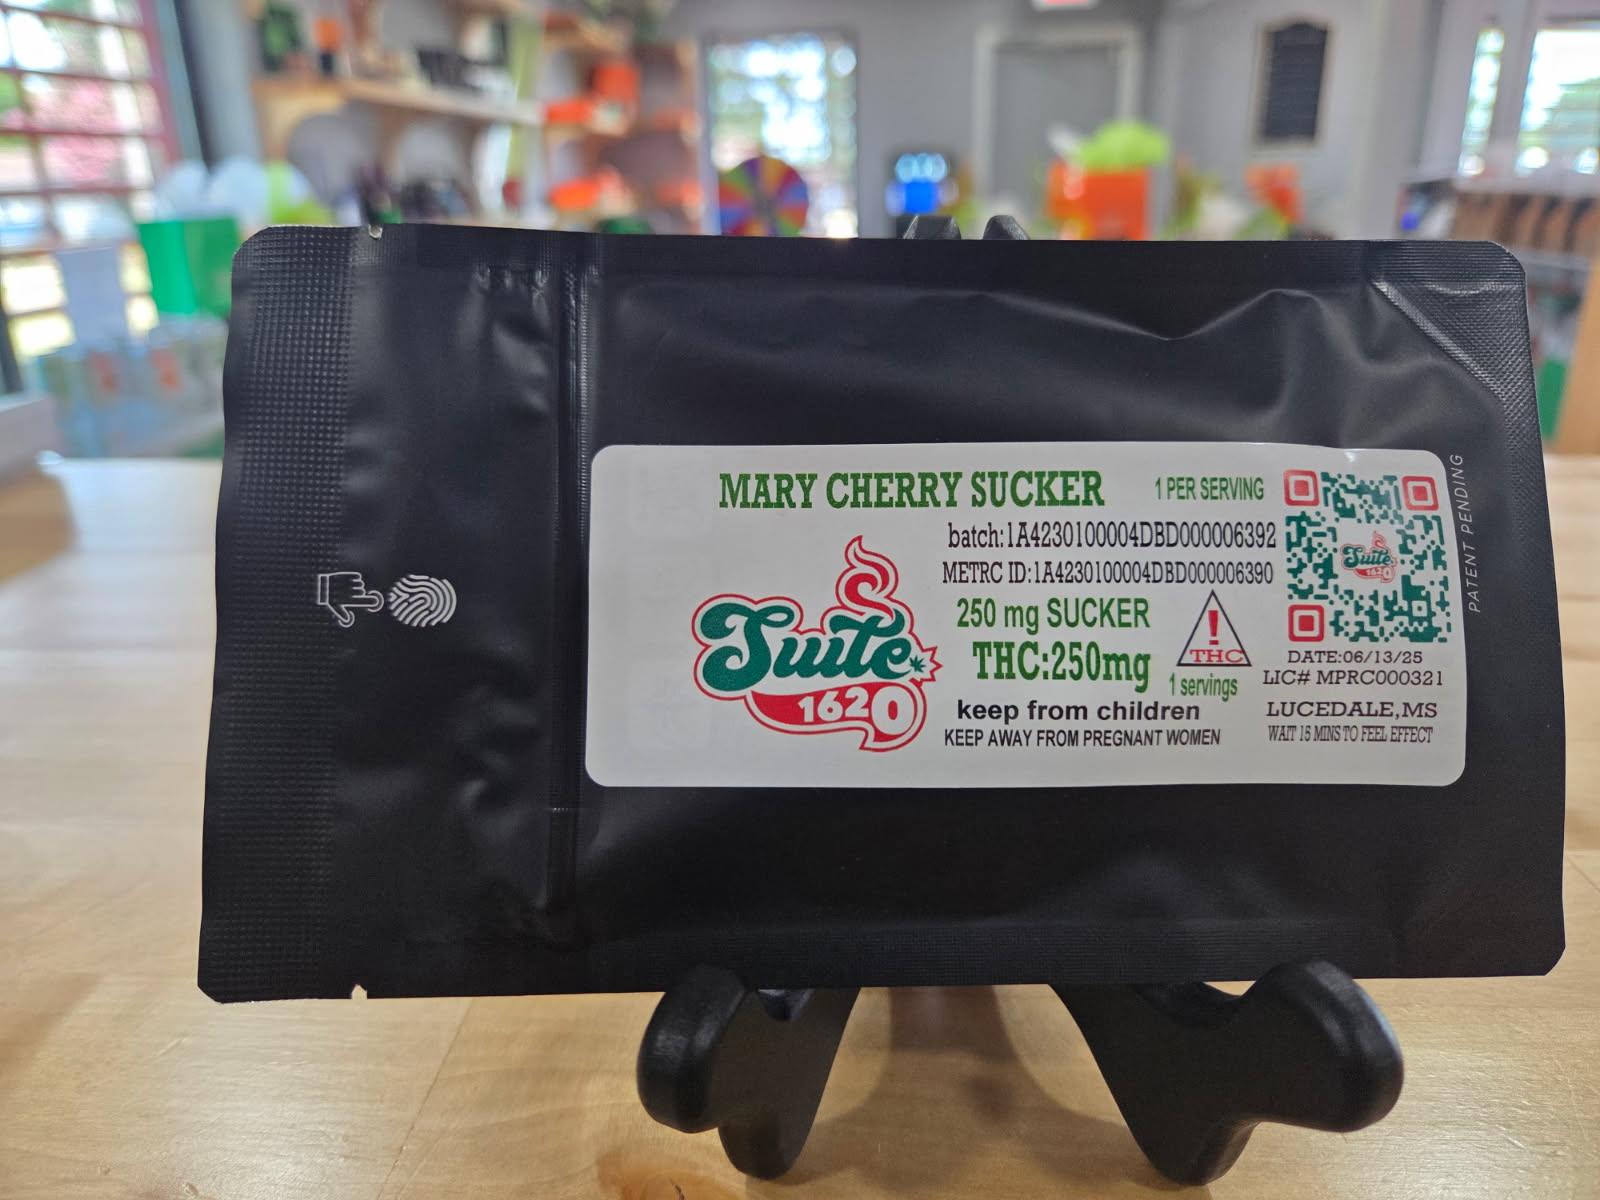 MARY CHERRY SUCKER
1 PER SERVING
batch:1A4230100004DBD000006392
METRC ID:1A4230100004DBD000006390
250 mg SUCKER
THC:250mg
THC
1 servings
keep from children
KEEP AWAY FROM PREGNANT WOMEN
Suite
1620
Suite
1620
DATE:06/13/25
LIC# MPRC000321
LUCEDALE,MS
WAIT 15 MINS TO FEEL EFFECT
PATENT PENDING